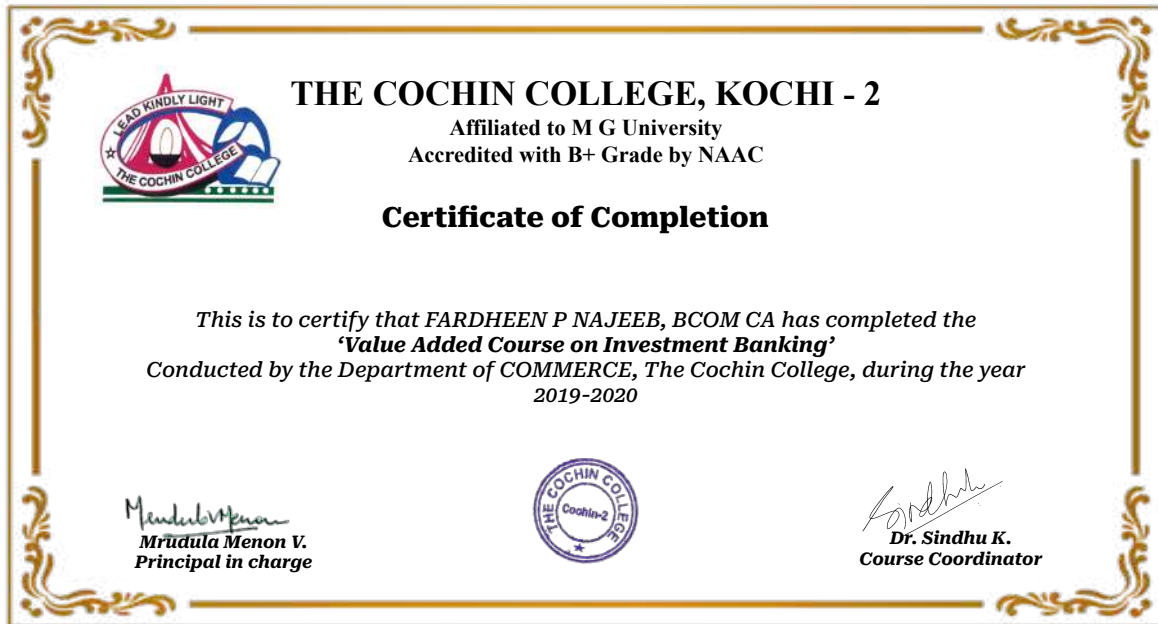 THE COCHIN COLLEGE, KOCHI - 2
LEAD KINDLY LIGHT
THE COCHIN COLLEGE
Affiliated to M G University
Accredited with B+ Grade by NAAC
Certificate of Completion
This is to certify that FARDHEEN P NAJEEB, BCOM CA has completed the
‘Value Added Course on Investment Banking’
Conducted by the Department of COMMERCE, The Cochin College, during the year
2019-2020
THE COCHIN COLLEGE
Cochin-2
Sindhu
Mrudula Menon V.
Principal in charge
Dr. Sindhu K.
Course Coordinator